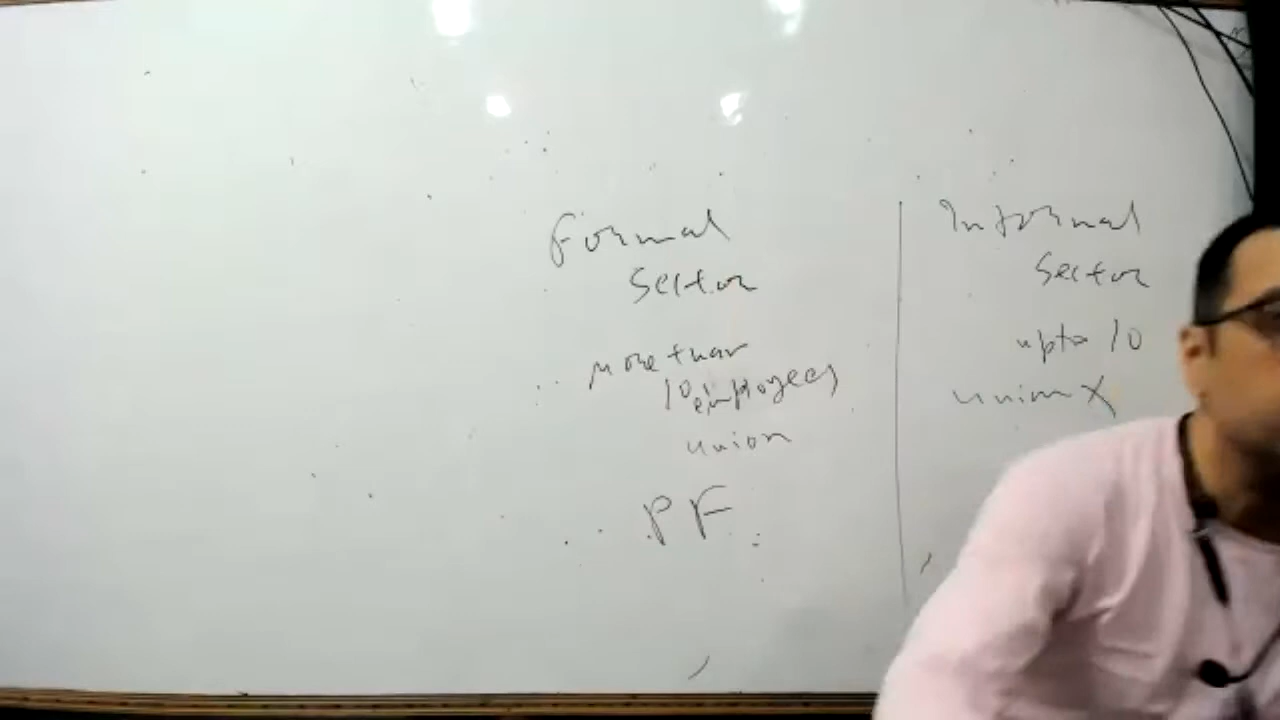 Formal
Sector
more than
10 employees
union
PF
Informal
Sector
upto 10
union X